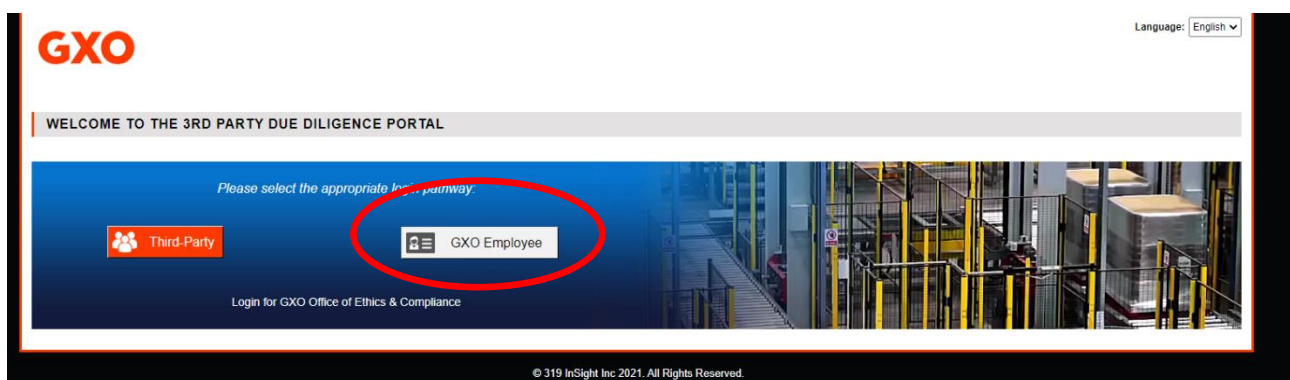 Language: English
GXO
WELCOME TO THE 3RD PARTY DUE DILIGENCE PORTAL
Please select the appropriate login pathway:
Third-Party
GXO Employee
Login for GXO Office of Ethics & Compliance
© 319 InSight Inc 2021. All Rights Reserved.